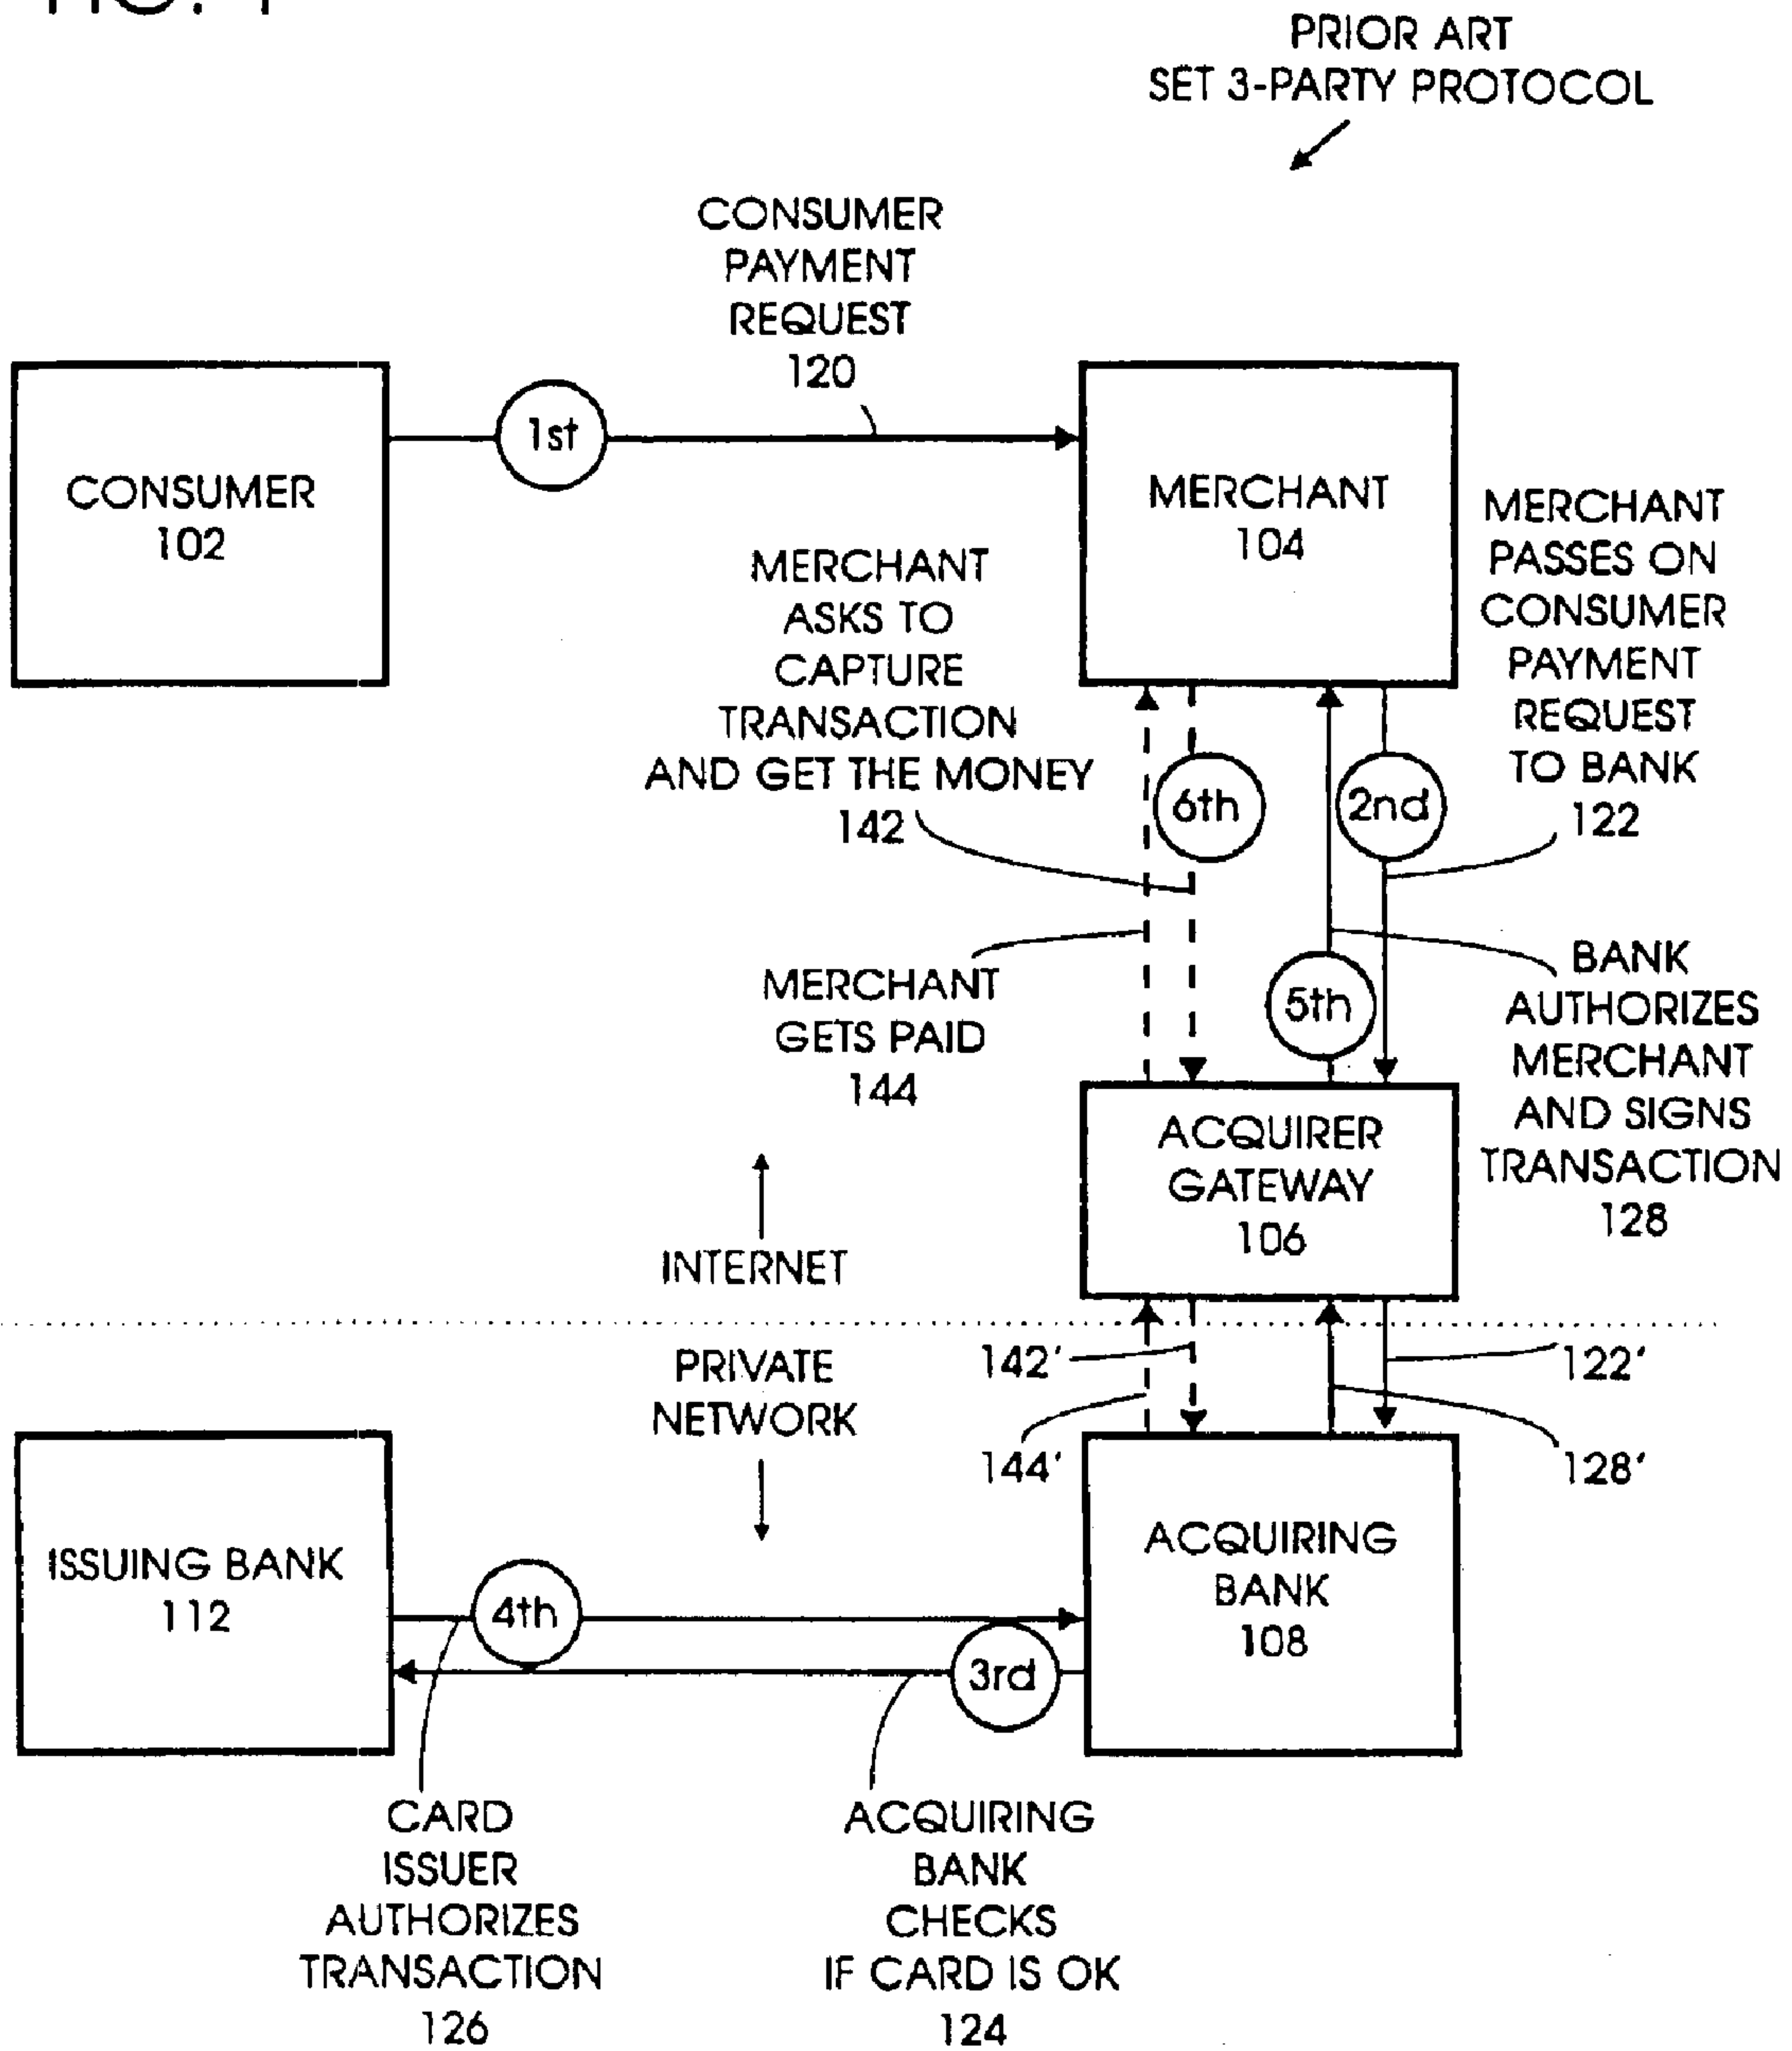 PRIOR ART
SET 3-PARTY PROTOCOL
CONSUMER
PAYMENT
REQUEST
120
1st
CONSUMER
102
MERCHANT
104
MERCHANT
PASSES ON
CONSUMER
PAYMENT
REQUEST
TO BANK
122
MERCHANT
ASKS TO
CAPTURE
TRANSACTION
AND GET THE MONEY
142
6th
2nd
MERCHANT
GETS PAID
144
5th
BANK
AUTHORIZES
MERCHANT
AND SIGNS
TRANSACTION
128
ACQUIRER
GATEWAY
106
INTERNET
PRIVATE
NETWORK
142'
144'
122'
128'
ISSUING BANK
112
4th
3rd
ACQUIRING
BANK
108
CARD
ISSUER
AUTHORIZES
TRANSACTION
126
ACQUIRING
BANK
CHECKS
IF CARD IS OK
124